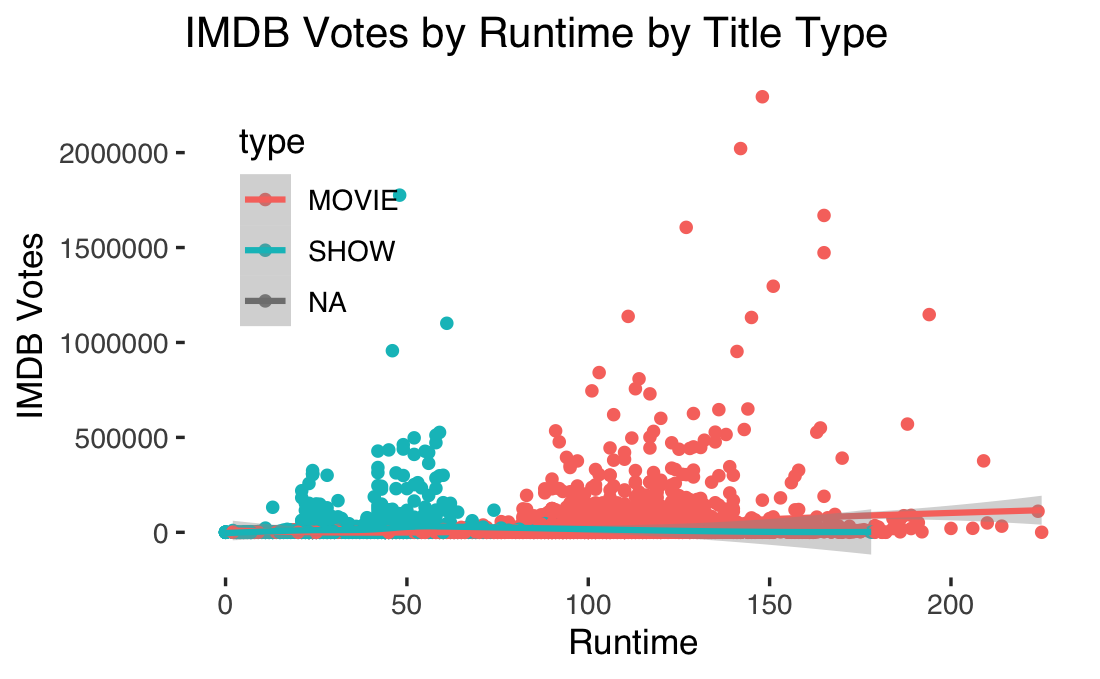 IMDB Votes by Runtime by Title Type
IMDB Votes
2000000
1500000
1000000
500000
0
type
MOVIE
SHOW
NA
0 50 100 150 200
Runtime